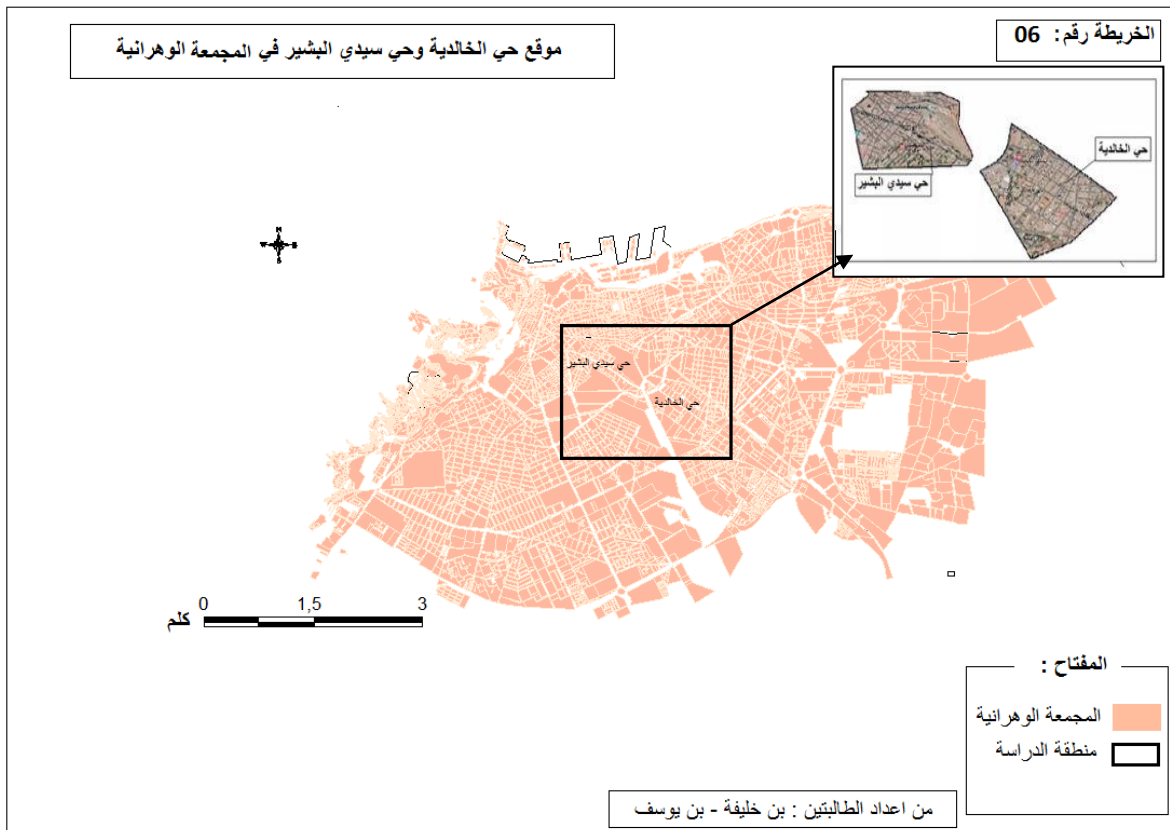 الخريطة رقم: 06
موقع حي الخالدية وحي سيدي البشير في المجمعة الوهرانية
حي الخالدية
حي سيدي البشير
N
W
E
S
حي سيدي البشير
حي الخالدية
0 1,5 3
كلم
المفتاح :
المجمعة الوهرانية
منطقة الدراسة
من اعداد الطالبتين : بن خليفة - بن يوسف